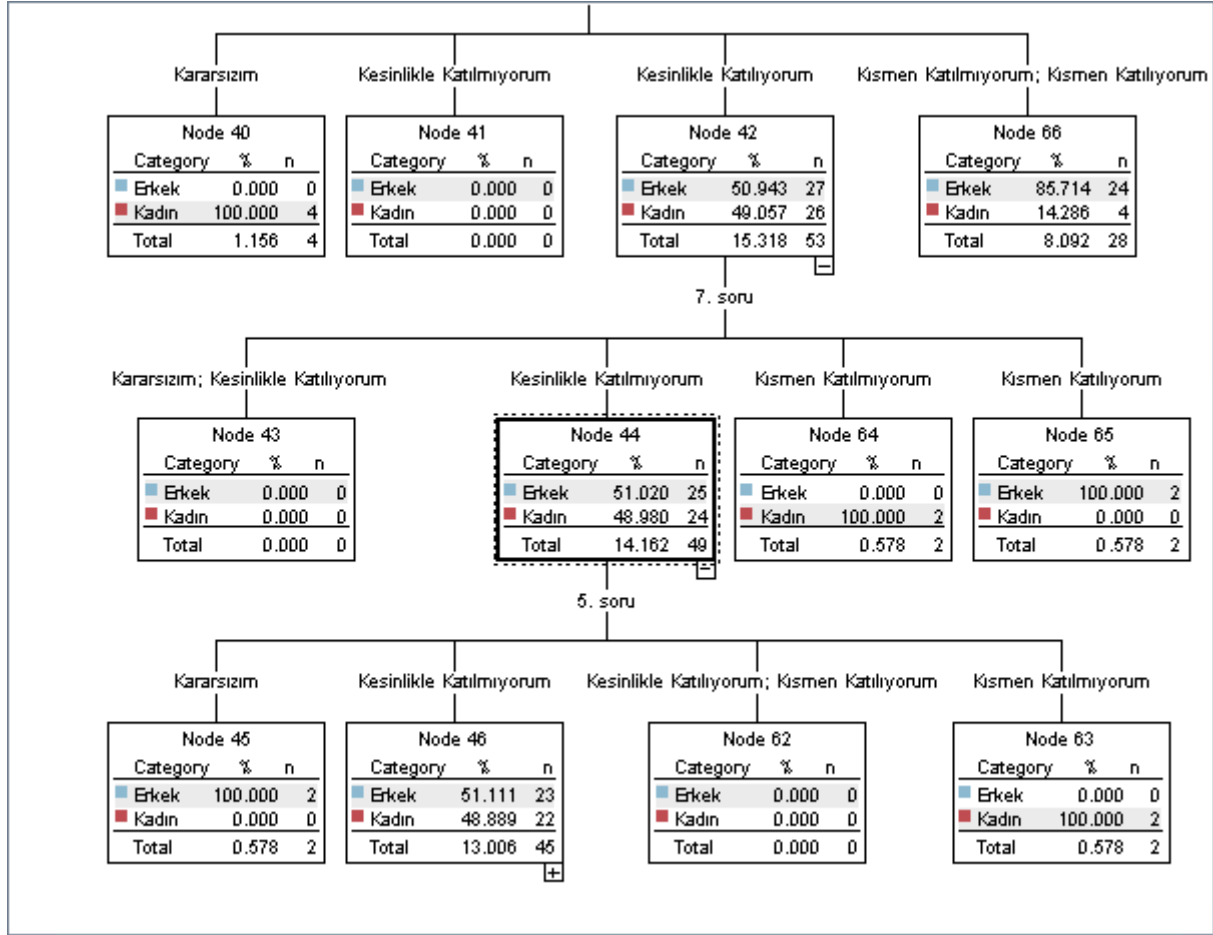 Kararsızım
Kesinlikle Katılmıyorum
Kesinlikle Katılıyorum
Kısmen Katılmıyorum; Kısmen Katılıyorum
Node 40
Category % n
Erkek 0.000 0
Kadın 100.000 4
Total 1.156 4
Node 41
Category % n
Erkek 0.000 0
Kadın 0.000 0
Total 0.000 0
Node 42
Category % n
Erkek 50.943 27
Kadın 49.057 26
Total 15.318 53
Node 66
Category % n
Erkek 85.714 24
Kadın 14.286 4
Total 8.092 28
7. soru
Kararsızım; Kesinlikle Katılıyorum
Kesinlikle Katılmıyorum
Kısmen Katılmıyorum
Kısmen Katılıyorum
Node 43
Category % n
Erkek 0.000 0
Kadın 0.000 0
Total 0.000 0
Node 44
Category % n
Erkek 51.020 25
Kadın 48.980 24
Total 14.162 49
Node 64
Category % n
Erkek 0.000 0
Kadın 100.000 2
Total 0.578 2
Node 65
Category % n
Erkek 100.000 2
Kadın 0.000 0
Total 0.578 2
5. soru
Kararsızım
Kesinlikle Katılmıyorum
Kesinlikle Katılıyorum; Kısmen Katılıyorum
Kısmen Katılmıyorum
Node 45
Category % n
Erkek 100.000 2
Kadın 0.000 0
Total 0.578 2
Node 46
Category % n
Erkek 51.111 23
Kadın 48.889 22
Total 13.006 45
Node 62
Category % n
Erkek 0.000 0
Kadın 0.000 0
Total 0.000 0
Node 63
Category % n
Erkek 0.000 0
Kadın 100.000 2
Total 0.578 2